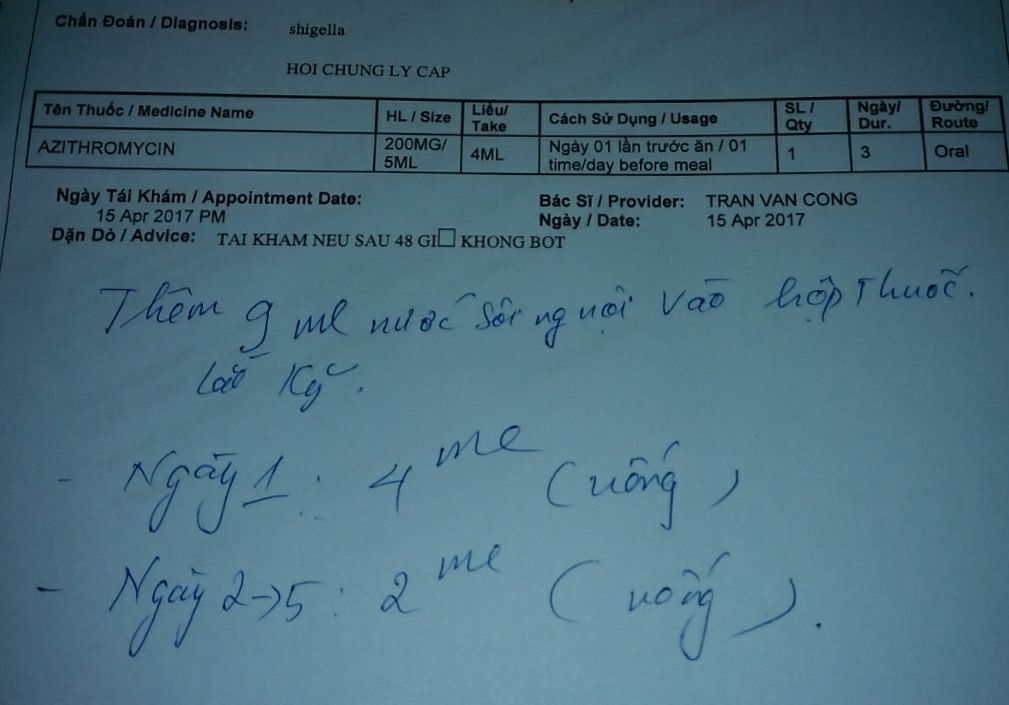 Chẩn Đoán / Diagnosis: shigella
HOI CHUNG LY CAP
Tên Thuốc / Medicine Name HL / Size Liều/ Take Cách Sử Dụng / Usage SL / Qty Ngày/ Dur. Đường/ Route
AZITHROMYCIN 200MG/ 5ML 4ML Ngày 01 lần trước ăn / 01 time/day before meal 1 3 Oral
Ngày Tái Khám / Appointment Date: Bác Sĩ / Provider: TRAN VAN CONG
15 Apr 2017 PM Ngày / Date: 15 Apr 2017
Dặn Dò / Advice: TAI KHAM NEU SAU 48 GI□ KHONG BOT
Thêm 9 ml nước sôi nguội vào hộp thuốc.
lắc kỹ.
- Ngày 1 : 4 ml (uống)
- Ngày 2→5 : 2 ml (uống).